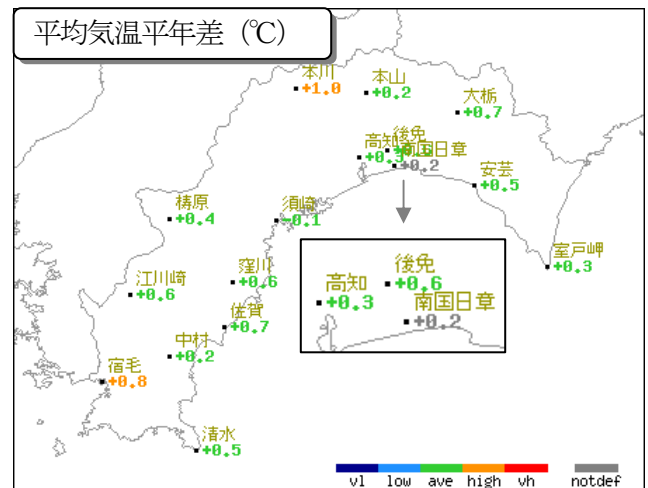 平均気温平年差（℃）
本川
+1.0
本山
+0.2
大栃
+0.7
高知
+0.3
後免
+0.6
南国日章
+0.2
安芸
+0.5
梼原
+0.4
須崎
-0.1
室戸岬
+0.3
江川崎
+0.6
窪川
+0.6
佐賀
+0.7
後免
+0.6
高知
+0.3
南国日章
+0.2
中村
+0.2
宿毛
+0.8
清水
+0.5
vl low ave high vh notdef